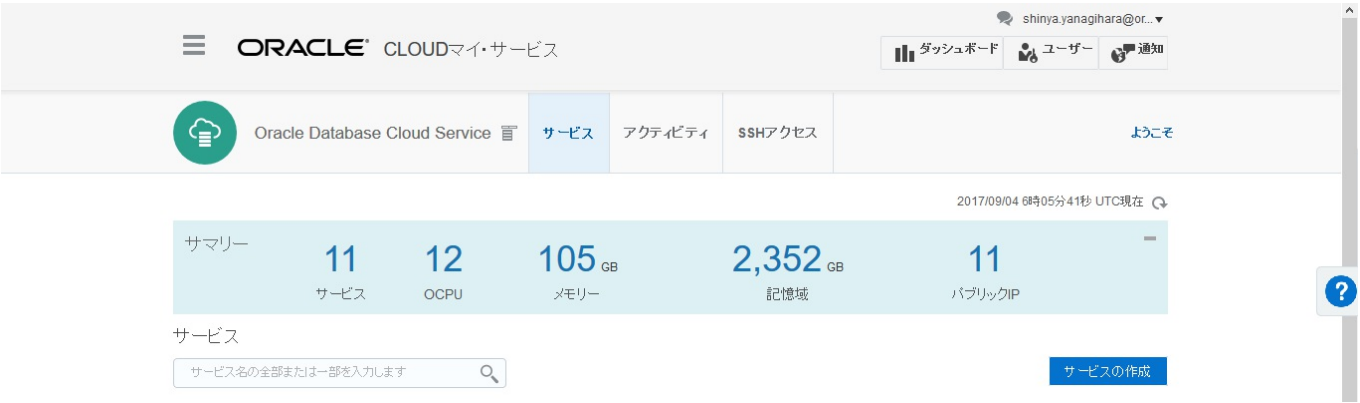 shinya.yanagihara@or...▼
ORACLE® CLOUDマイ・サービス
ダッシュボード ユーザー 通知
Oracle Database Cloud Service サービス アクティビティ SSHアクセス ようこそ
2017/09/04 6時05分41秒 UTC現在
サマリー
11 12 105 GB 2,352 GB 11
サービス OCPU メモリー 記憶域 パブリックIP
?
サービス
サービス名の全部または一部を入力します
サービスの作成